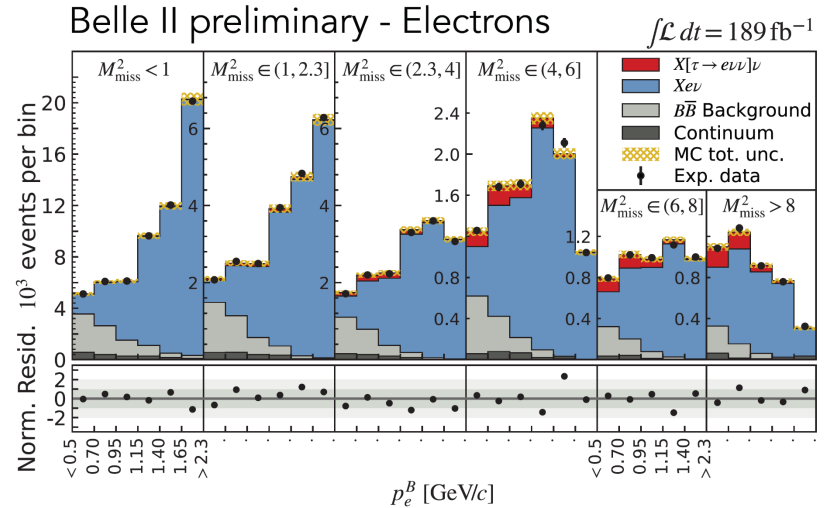 Belle II preliminary - Electrons
∫ℒ dt = 189 fb⁻¹
M²miss < 1
M²miss ∈ (1, 2.3]
M²miss ∈ (2.3, 4]
M²miss ∈ (4, 6]
X[τ → eνν]ν
Xeν
BB̅ Background
Continuum
MC tot. unc.
Exp. data
M²miss ∈ (6, 8]
M²miss > 8
10³ events per bin
20
16
12
8
4
0
6
4
2
6
4
2
2.4
2.0
1.6
1.2
0.8
0.4
1.2
0.8
0.4
Norm. Resid.
2
1
0
-2
< 0.5
0.70
0.95
1.15
1.40
1.65
> 2.3
< 0.5
0.70
0.95
1.15
1.40
> 2.3
pₑᴮ [GeV/c]